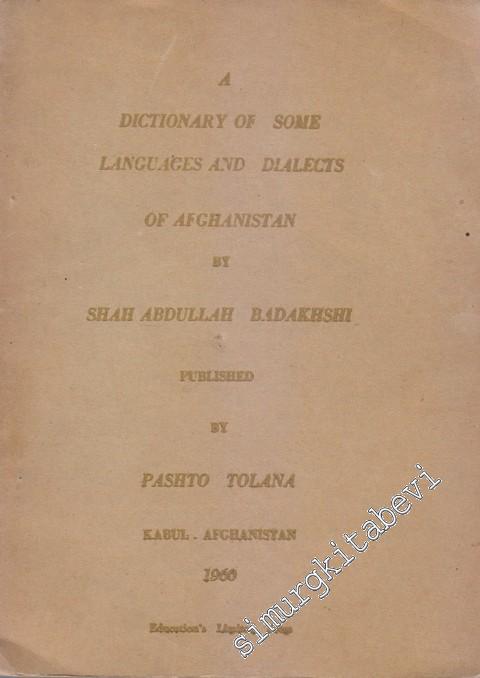 A
DICTIONARY OF SOME
LANGUAGES AND DIALECTS
OF AFGHANISTAN
BY
SHAH ABDULLAH BADAKHSHI
PUBLISHED
BY
PASHTO TOLANA
KABUL . AFGHANISTAN
1960
Education's
simurgkitabevi